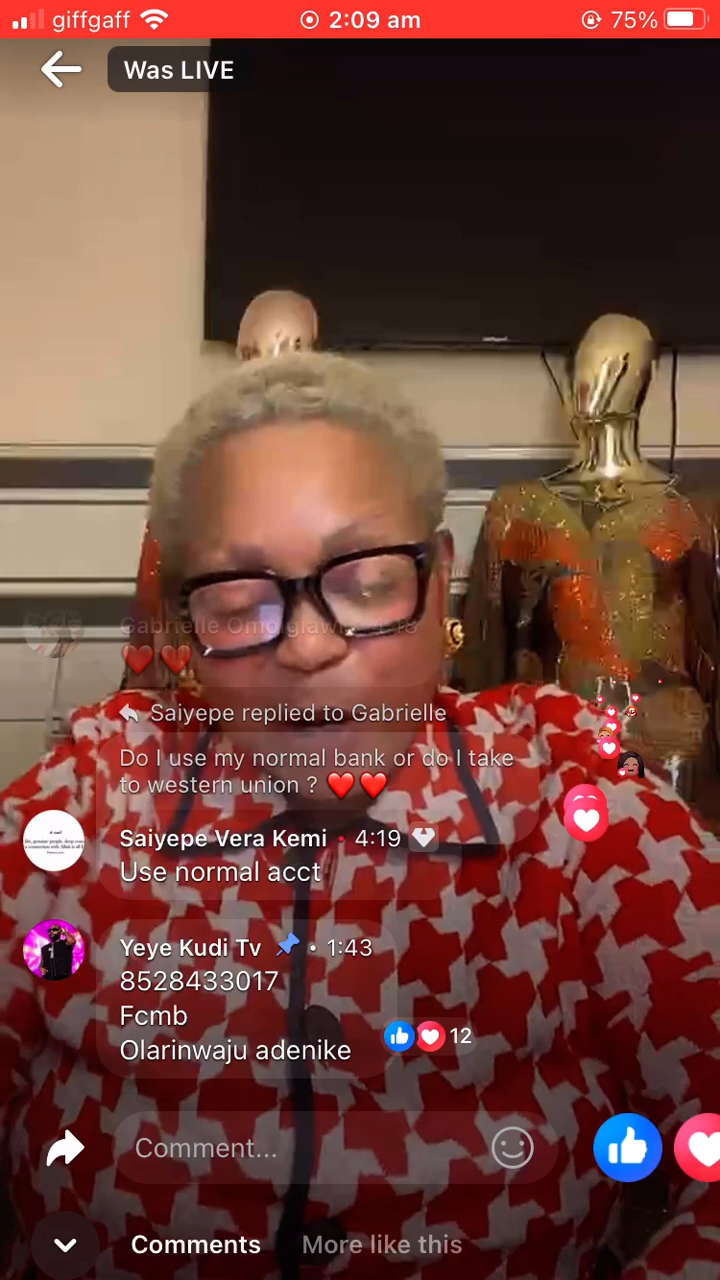 giffgaff
2:09 am
75%
Was LIVE
Gabrielle
Saiyepe replied to Gabrielle
Do I use my normal bank or do I take
to western union ? ❤️❤️
Saiyepe Vera Kemi • 4:19
Use normal acct
Yeye Kudi Tv • 1:43
8528433017
Fcmb
Olarinwaju adenike
12
Comment...
Comments
More like this